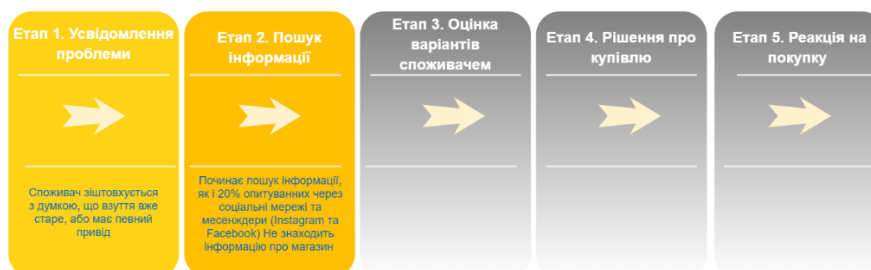 Етап 1. Усвідомлення
проблеми
Етап 2. Пошук
інформації
Етап 3. Оцінка
варіантів
споживачем
Етап 4. Рішення про
купівлю
Етап 5. Реакція на
покупку
Споживач зіштовхується
з думкою, що взуття вже
старе, або має певний
привід
Починає пошук інформації,
як і 20% опитуванних через
соціальні мережі та
месенждери (Instagram та
Facebook) Не знаходить
інформацію про магазин